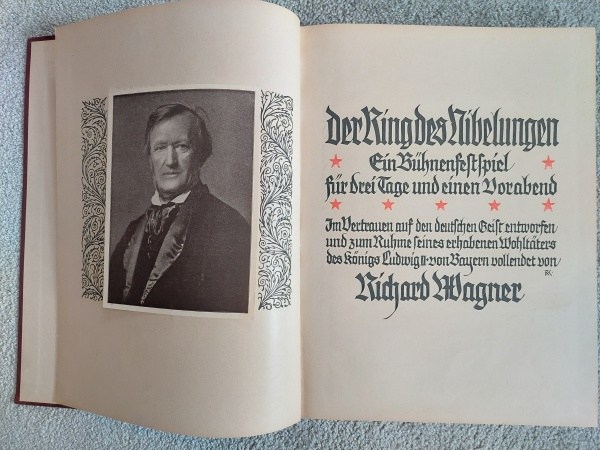 der Ring des Nibelungen
Ein Bühnenfestspiel
für drei Tage und einen Vorabend
Im Vertrauen auf den deutschen Geist entworfen
und zum Ruhme seines erhabenen Wohltäters
des Königs Ludwig II. von Bayern vollendet von
Richard Wagner